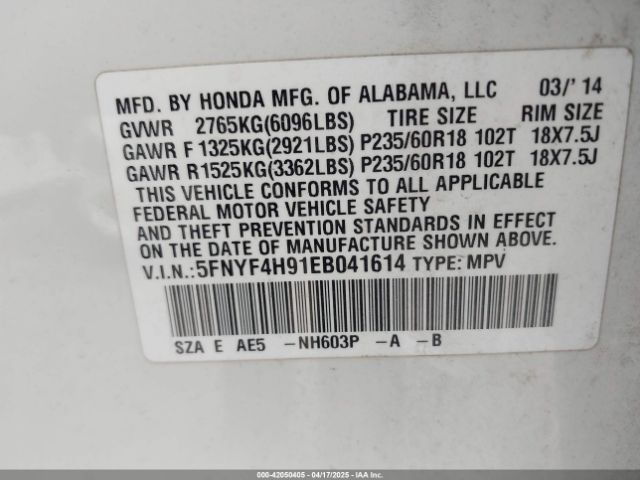 MFD. BY HONDA MFG. OF ALABAMA, LLC 03/' 14
GVWR 2765KG(6096LBS) TIRE SIZE RIM SIZE
GAWR F 1325KG(2921LBS) P235/60R18 102T 18X7.5J
GAWR R1525KG(3362LBS) P235/60R18 102T 18X7.5J
THIS VEHICLE CONFORMS TO ALL APPLICABLE
FEDERAL MOTOR VEHICLE SAFETY
AND THEFT PREVENTION STANDARDS IN EFFECT
ON THE DATE OF MANUFACTURE SHOWN ABOVE.
V.I.N.:5FNYF4H91EB041614 TYPE: MPV
SZA E AE5 -NH603P -A -B
000-42050405 - 04/17/2025 - IAAI.COM